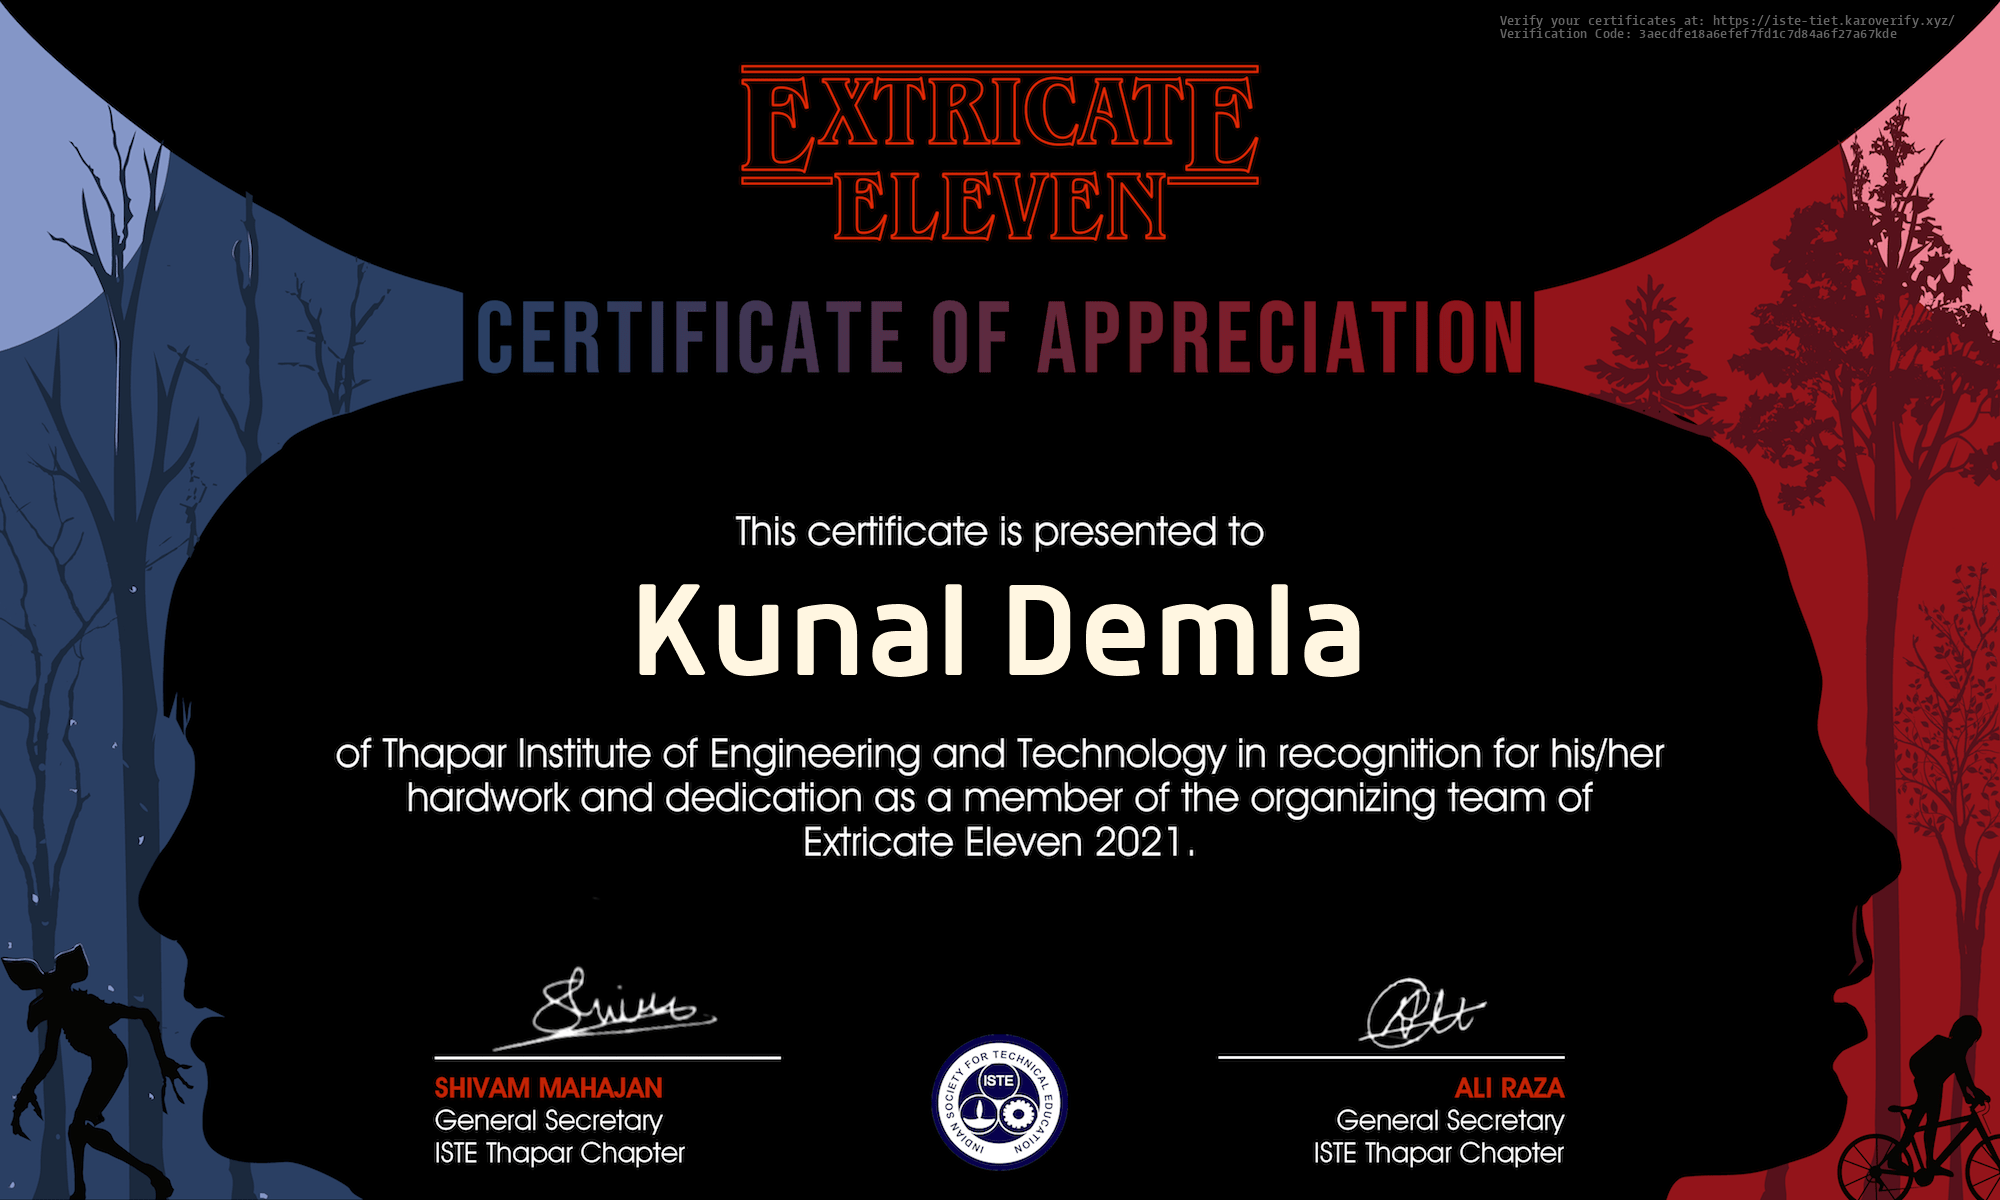 Verify your certificates at: https://iste-tiet.karoverify.xyz/
Verification Code: 3aecdfe18a6efef7fd1c7d84a6f27a67kde
EXTRICATE
ELEVEN
CERTIFICATE OF APPRECIATION
This certificate is presented to
Kunal Demla
of Thapar Institute of Engineering and Technology in recognition for his/her
hardwork and dedication as a member of the organizing team of
Extricate Eleven 2021.
SHIVAM MAHAJAN
General Secretary
ISTE Thapar Chapter
INDIAN SOCIETY FOR TECHNICAL EDUCATION
ISTE
ALI RAZA
General Secretary
ISTE Thapar Chapter